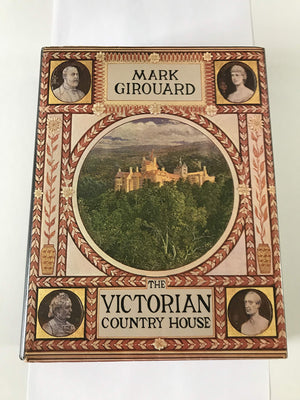 MARK
GIROUARD
THE
VICTORIAN
COUNTRY HOUSE